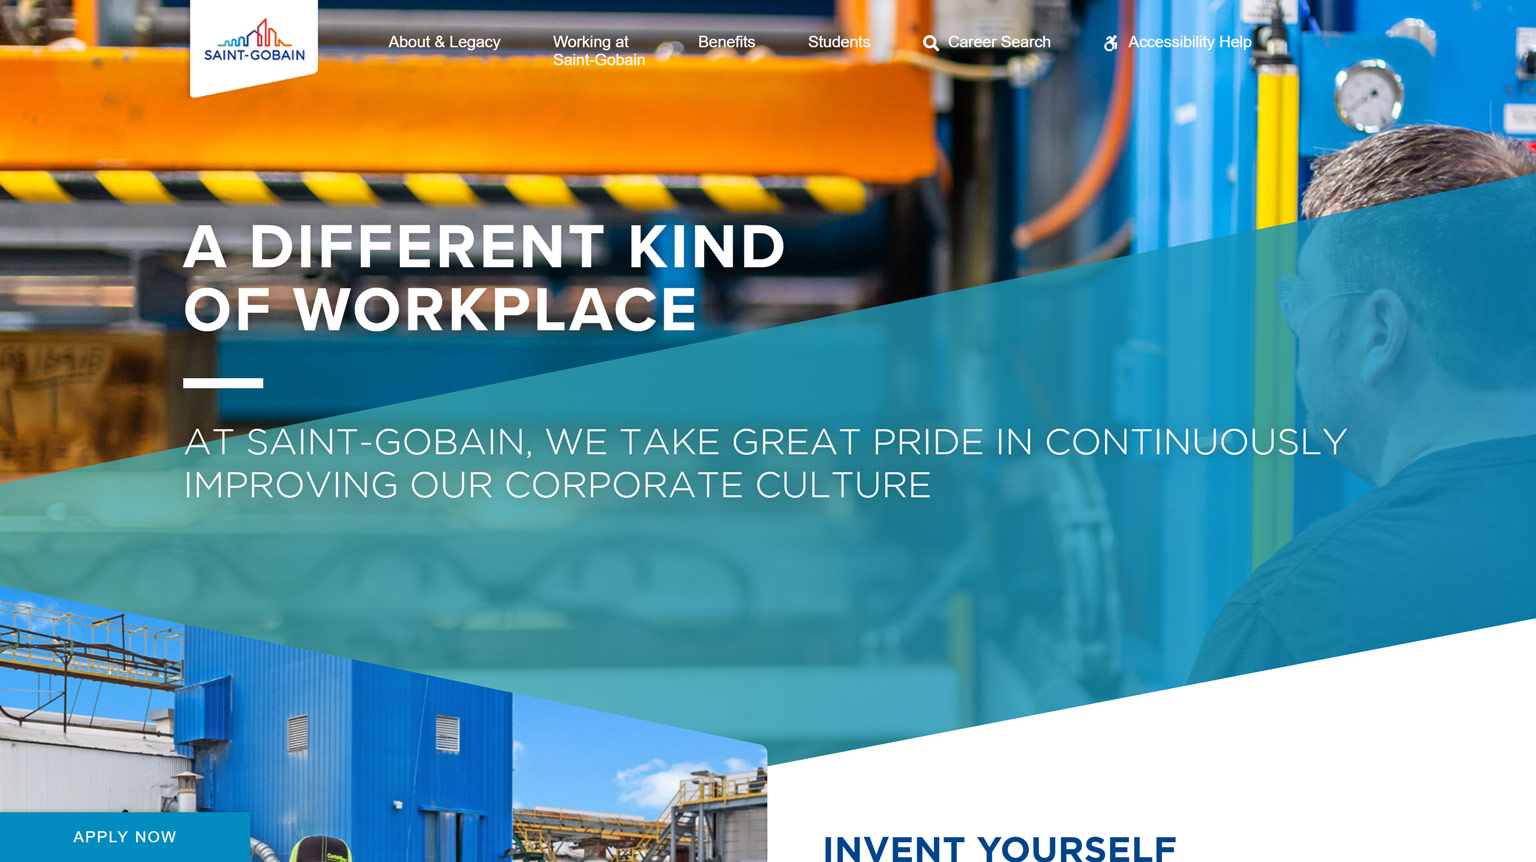 SAINT-GOBAIN
About & Legacy
Working at
Saint-Gobain
Benefits
Students
Career Search
Accessibility Help
A DIFFERENT KIND
OF WORKPLACE
AT SAINT-GOBAIN, WE TAKE GREAT PRIDE IN CONTINUOUSLY
IMPROVING OUR CORPORATE CULTURE
APPLY NOW
INVENT YOURSELF